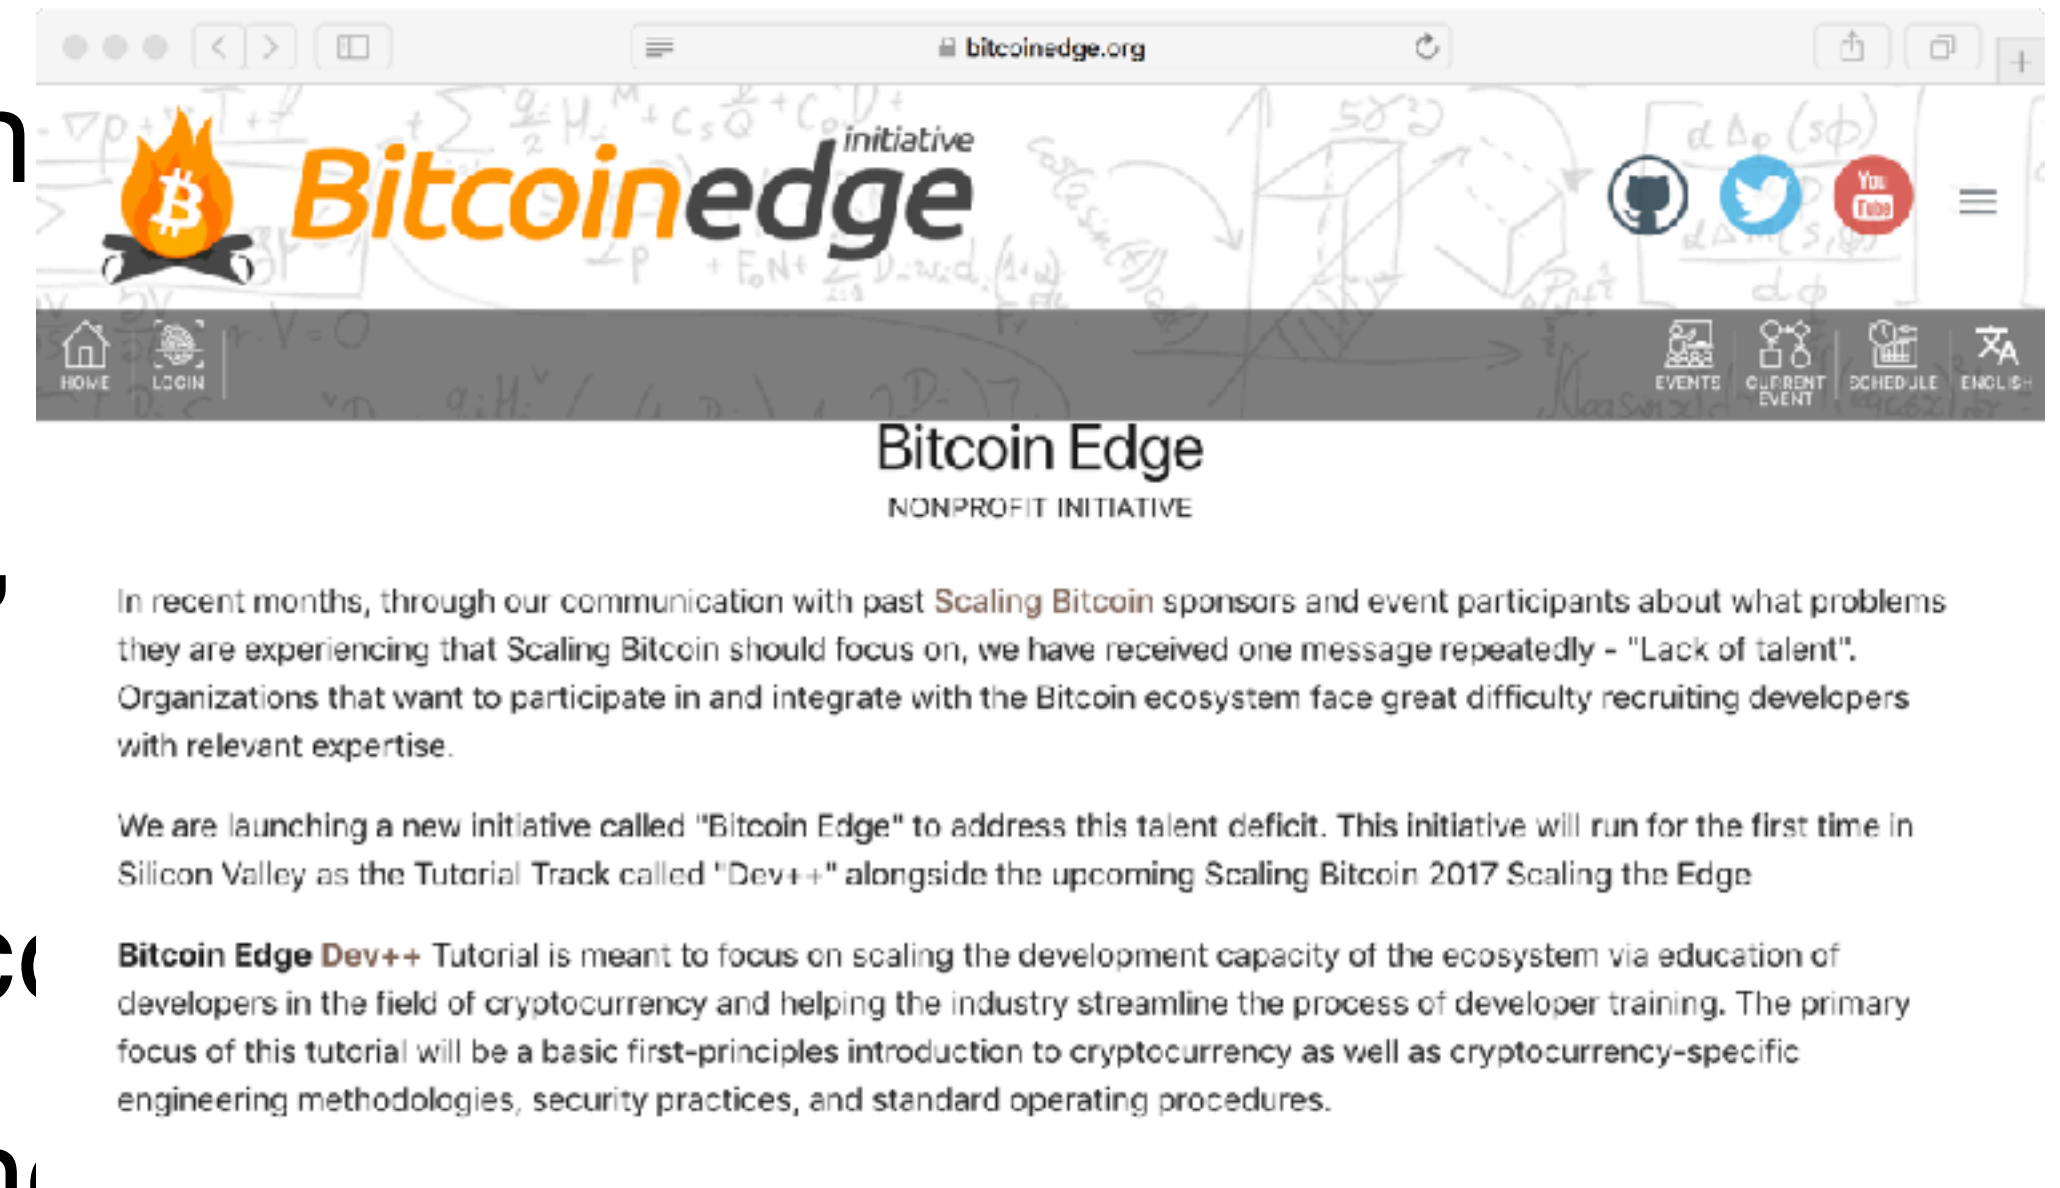 bitcoinedge.org
Bitcoinedge initiative
You
Tube
HOME
LOGIN
EVENTS
CURRENT
EVENT
SCHEDULE
ENGLISH
Bitcoin Edge
NONPROFIT INITIATIVE
In recent months, through our communication with past Scaling Bitcoin sponsors and event participants about what problems
they are experiencing that Scaling Bitcoin should focus on, we have received one message repeatedly - "Lack of talent".
Organizations that want to participate in and integrate with the Bitcoin ecosystem face great difficulty recruiting developers
with relevant expertise.
We are launching a new initiative called "Bitcoin Edge" to address this talent deficit. This initiative will run for the first time in
Silicon Valley as the Tutorial Track called "Dev++" alongside the upcoming Scaling Bitcoin 2017 Scaling the Edge
Bitcoin Edge Dev++ Tutorial is meant to focus on scaling the development capacity of the ecosystem via education of
developers in the field of cryptocurrency and helping the industry streamline the process of developer training. The primary
focus of this tutorial will be a basic first-principles introduction to cryptocurrency as well as cryptocurrency-specific
engineering methodologies, security practices, and standard operating procedures.